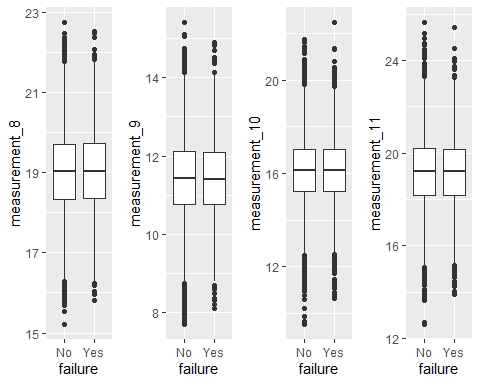 measurement_8
23
21
19
17
15
No Yes
failure
measurement_9
14
12
10
8
No Yes
failure
measurement_10
20
16
12
No Yes
failure
measurement_11
24
20
16
12
No Yes
failure